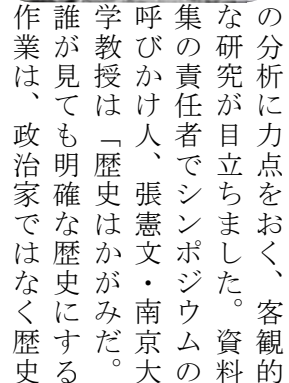 の分析に力点をおく、客観的
な研究が目立ちました。資料
集の責任者でシンポジウムの
呼びかけ人、張憲文・南京大
学教授は「歴史はかがみだ。
誰が見ても明確な歴史にする
作業は、政治家ではなく歴史